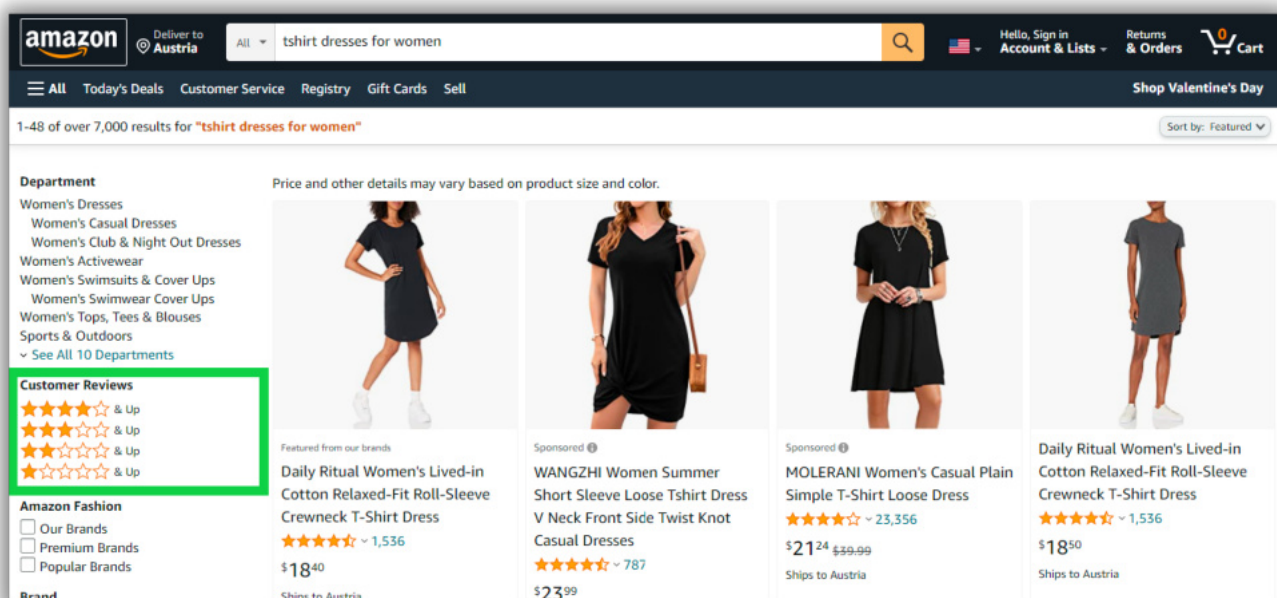 amazon
Deliver to
Austria
All
tshirt dresses for women
Hello, Sign in
Account & Lists
Returns
& Orders
0
Cart
All Today's Deals Customer Service Registry Gift Cards Sell
Shop Valentine's Day
1-48 of over 7,000 results for "tshirt dresses for women"
Sort by: Featured
Department
Women's Dresses
Women's Casual Dresses
Women's Club & Night Out Dresses
Women's Activewear
Women's Swimsuits & Cover Ups
Women's Swimwear Cover Ups
Women's Tops, Tees & Blouses
Sports & Outdoors
See All 10 Departments
Customer Reviews
& Up
& Up
& Up
& Up
Amazon Fashion
Our Brands
Premium Brands
Popular Brands
Brand
Price and other details may vary based on product size and color.
Featured from our brands
Daily Ritual Women's Lived-in
Cotton Relaxed-Fit Roll-Sleeve
Crewneck T-Shirt Dress
1,536
$1840
Ships to Austria
Sponsored
WANGZHI Women Summer
Short Sleeve Loose Tshirt Dress
V Neck Front Side Twist Knot
Casual Dresses
787
$2399
Sponsored
MOLERANI Women's Casual Plain
Simple T-Shirt Loose Dress
23,356
$2124 $39.99
Ships to Austria
Daily Ritual Women's Lived-in
Cotton Relaxed-Fit Roll-Sleeve
Crewneck T-Shirt Dress
1,536
$1850
Ships to Austria